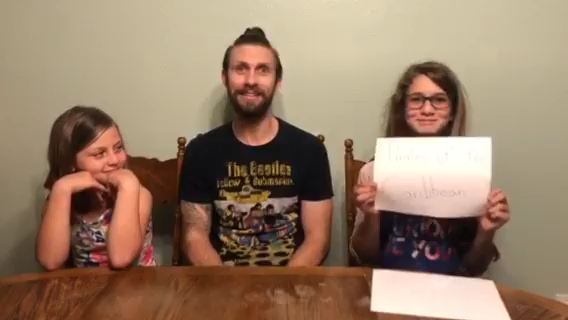 The Beatles
Yellow Submarine
Pirates of the
Caribbean